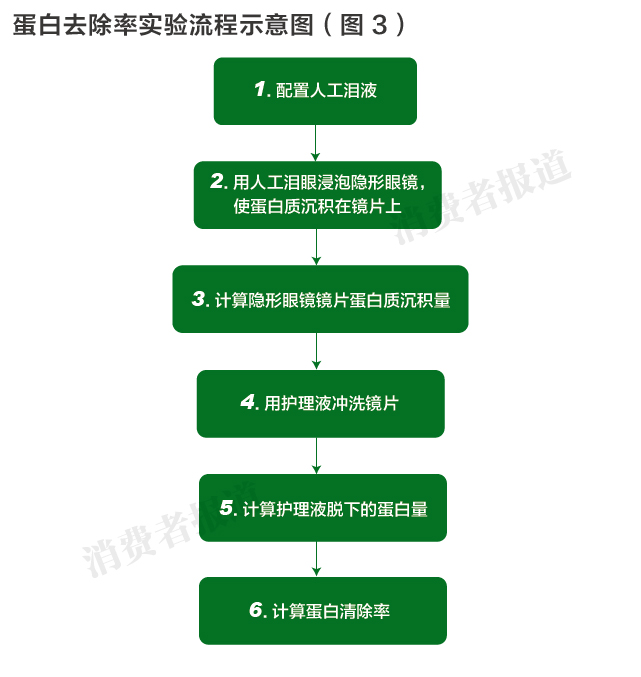 蛋白去除率实验流程示意图（图3）
1. 配置人工泪液
2. 用人工泪眼浸泡隐形眼镜，
使蛋白质沉积在镜片上
消费者报道
3. 计算隐形眼镜镜片蛋白质沉积量
4. 用护理液冲洗镜片
5. 计算护理液脱下的蛋白量
消费者报道
6. 计算蛋白清除率